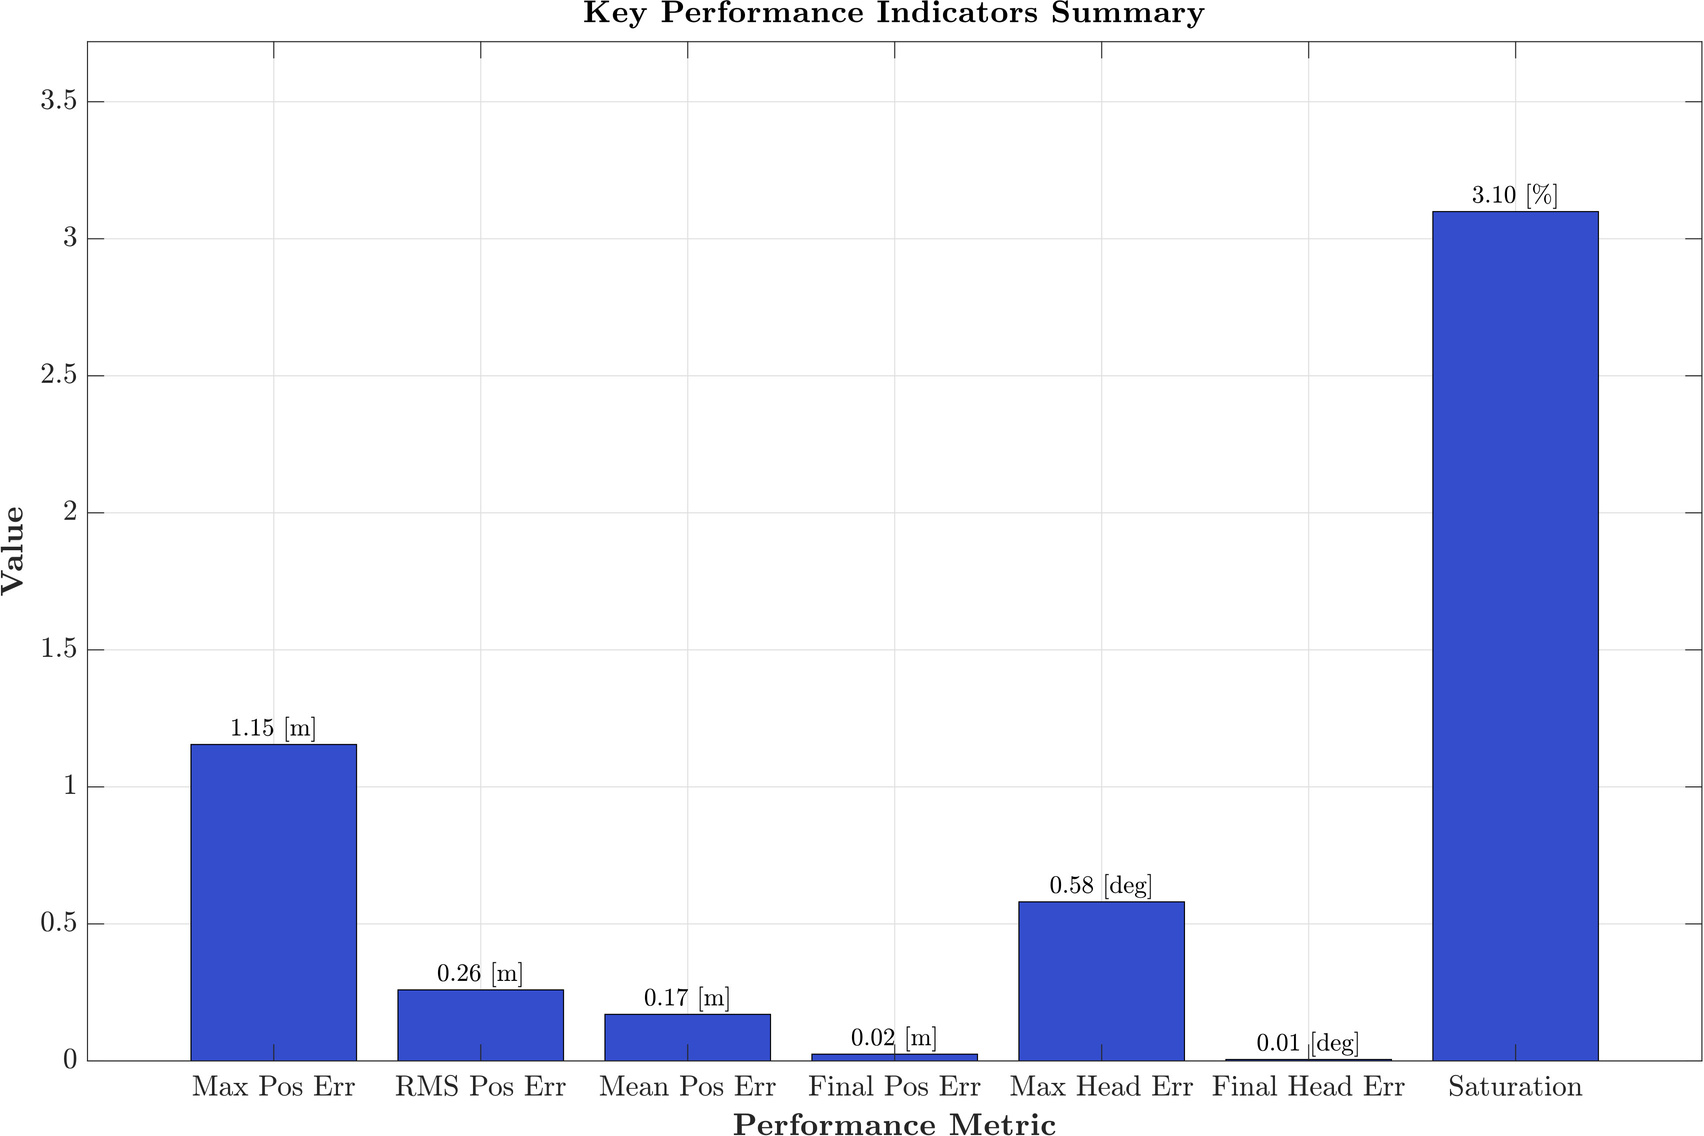 Key Performance Indicators Summary
3.5
3
2.5
2
1.5
1
0.5
0
Value
1.15 [m]
0.26 [m]
0.17 [m]
0.02 [m]
0.58 [deg]
0.01 [deg]
3.10 [%]
Max Pos Err
RMS Pos Err
Mean Pos Err
Final Pos Err
Max Head Err
Final Head Err
Saturation
Performance Metric